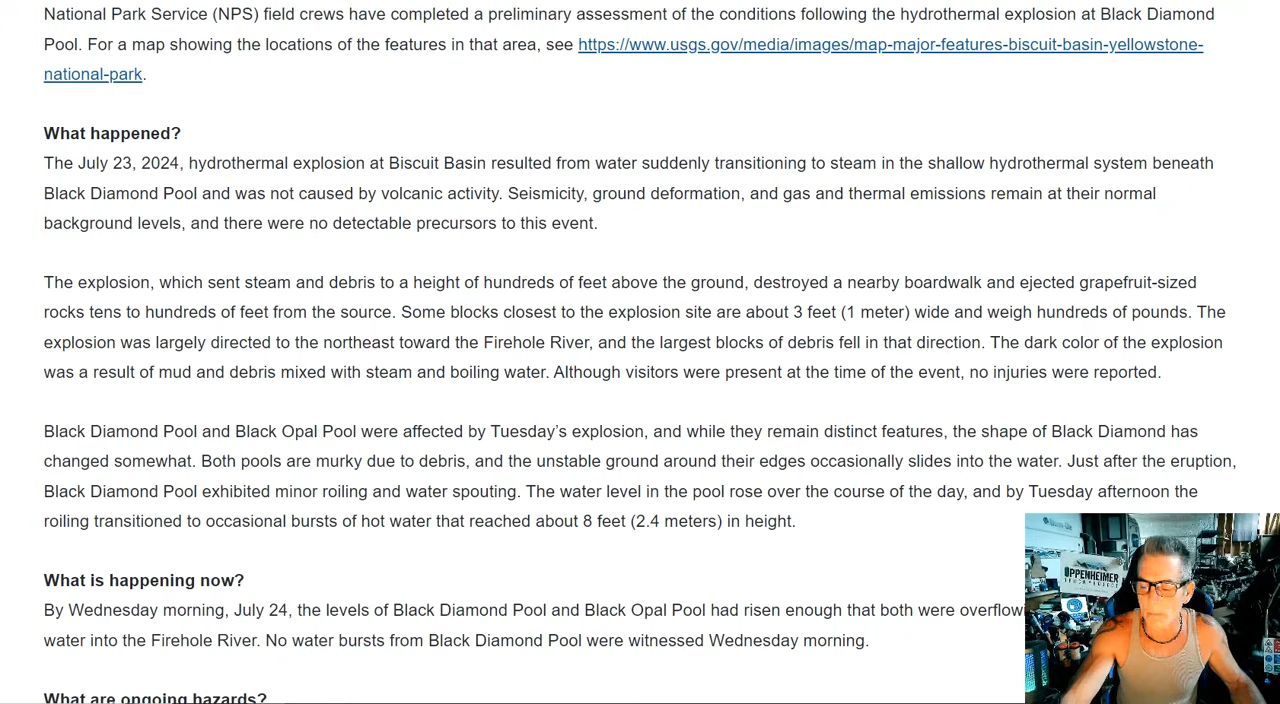 National Park Service (NPS) field crews have completed a preliminary assessment of the conditions following the hydrothermal explosion at Black Diamond
Pool. For a map showing the locations of the features in that area, see https://www.usgs.gov/media/images/map-major-features-biscuit-basin-yellowstone-
national-park.
What happened?
The July 23, 2024, hydrothermal explosion at Biscuit Basin resulted from water suddenly transitioning to steam in the shallow hydrothermal system beneath
Black Diamond Pool and was not caused by volcanic activity. Seismicity, ground deformation, and gas and thermal emissions remain at their normal
background levels, and there were no detectable precursors to this event.
The explosion, which sent steam and debris to a height of hundreds of feet above the ground, destroyed a nearby boardwalk and ejected grapefruit-sized
rocks tens to hundreds of feet from the source. Some blocks closest to the explosion site are about 3 feet (1 meter) wide and weigh hundreds of pounds. The
explosion was largely directed to the northeast toward the Firehole River, and the largest blocks of debris fell in that direction. The dark color of the explosion
was a result of mud and debris mixed with steam and boiling water. Although visitors were present at the time of the event, no injuries were reported.
Black Diamond Pool and Black Opal Pool were affected by Tuesday's explosion, and while they remain distinct features, the shape of Black Diamond has
changed somewhat. Both pools are murky due to debris, and the unstable ground around their edges occasionally slides into the water. Just after the eruption,
Black Diamond Pool exhibited minor roiling and water spouting. The water level in the pool rose over the course of the day, and by Tuesday afternoon the
roiling transitioned to occasional bursts of hot water that reached about 8 feet (2.4 meters) in height.
What is happening now?
By Wednesday morning, July 24, the levels of Black Diamond Pool and Black Opal Pool had risen enough that both were overflow
water into the Firehole River. No water bursts from Black Diamond Pool were witnessed Wednesday morning.
What are ongoing hazards?
OPPENHEIMER